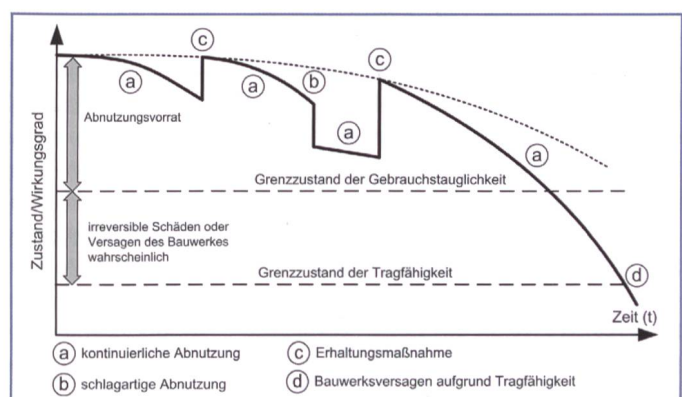 Zustand/Wirkungsgrad
c
c
a
a
b
Abnutzungsvorrat
a
a
Grenzzustand der Gebrauchstauglichkeit
irreversible Schäden oder
Versagen des Bauwerkes
wahrscheinlich
Grenzzustand der Tragfähigkeit
d
Zeit (t)
a kontinuierliche Abnutzung
c Erhaltungsmaßnahme
b schlagartige Abnutzung
d Bauwerksversagen aufgrund Tragfähigkeit